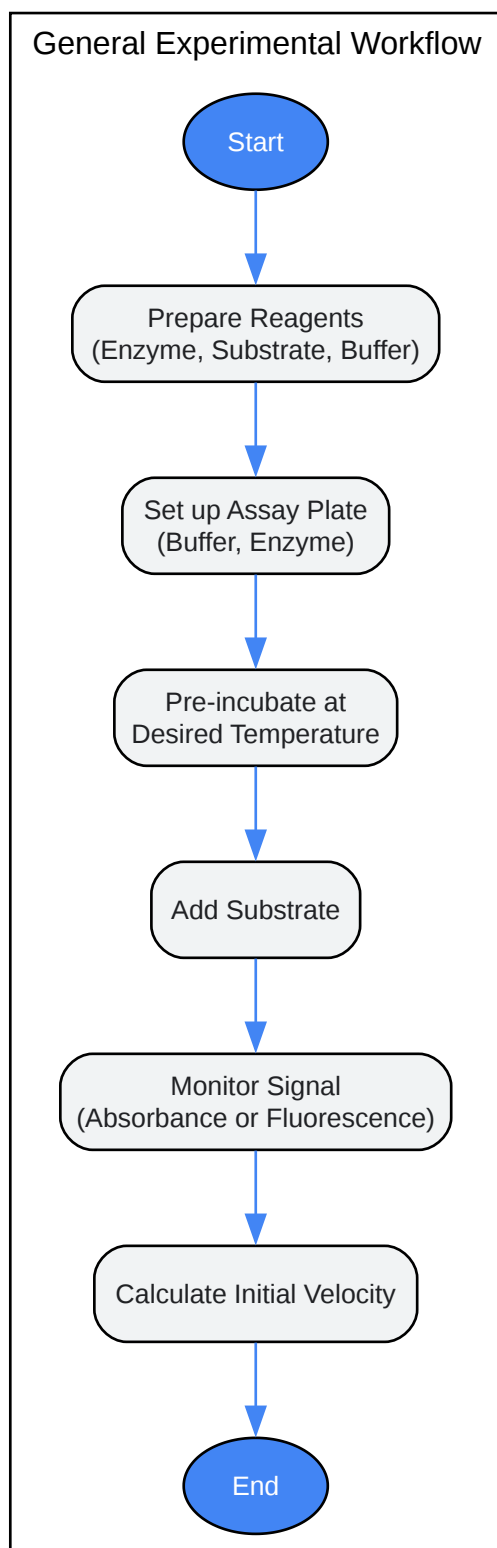 General Experimental Workflow
Start
Prepare Reagents
(Enzyme, Substrate, Buffer)
Set up Assay Plate
(Buffer, Enzyme)
Pre-incubate at
Desired Temperature
Add Substrate
Monitor Signal
(Absorbance or Fluorescence)
Calculate Initial Velocity
End